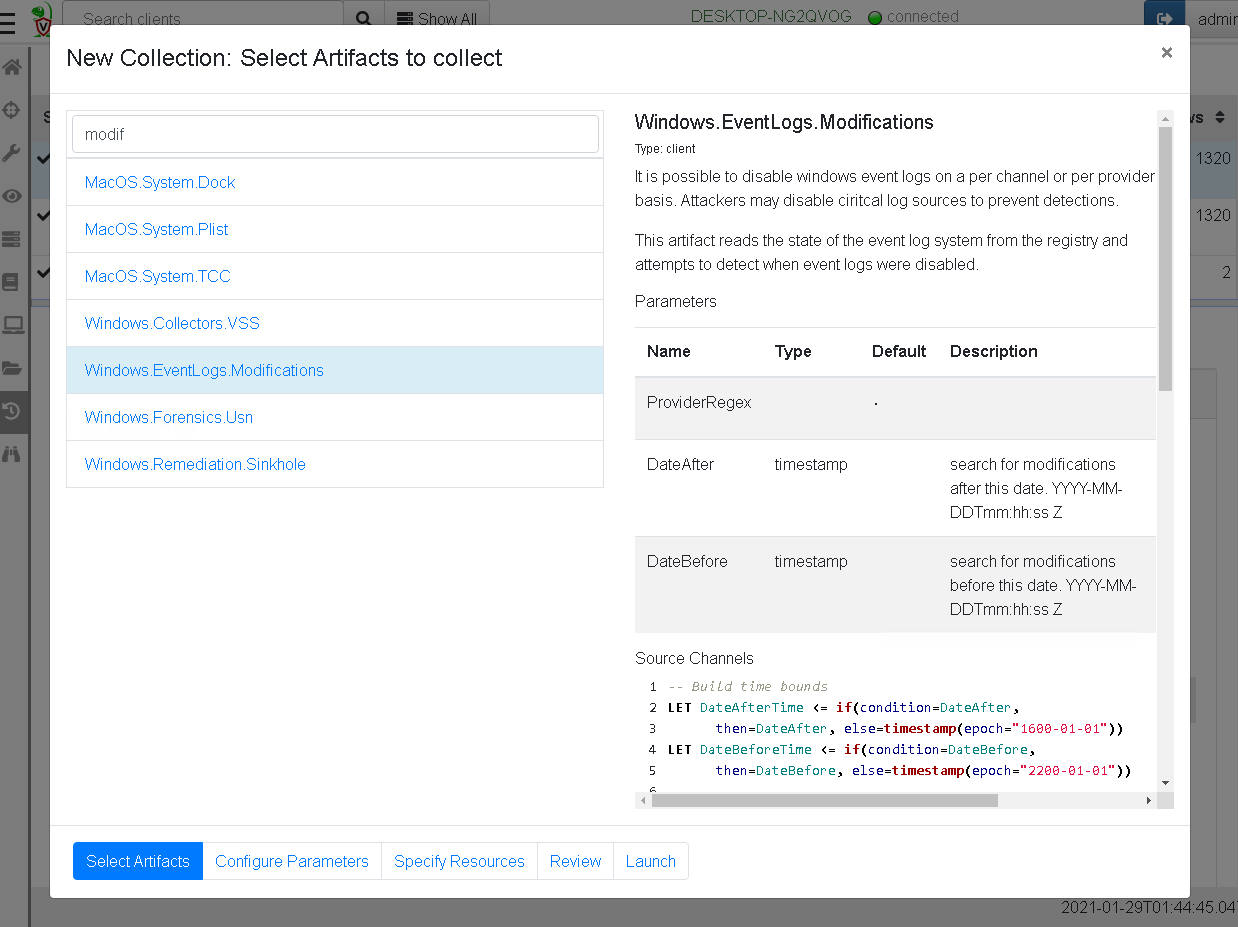 Search clients
Show All
DESKTOP-NG2QVOG
connected
admin
New Collection: Select Artifacts to collect
×
modif
MacOS.System.Dock
MacOS.System.Plist
MacOS.System.TCC
Windows.Collectors.VSS
Windows.EventLogs.Modifications
Windows.Forensics.Usn
Windows.Remediation.Sinkhole
Windows.EventLogs.Modifications
Type: client
It is possible to disable windows event logs on a per channel or per provider
basis. Attackers may disable ciritcal log sources to prevent detections.
This artifact reads the state of the event log system from the registry and
attempts to detect when event logs were disabled.
Parameters
Name Type Default Description
ProviderRegex .
DateAfter timestamp search for modifications
after this date. YYYY-MM-
DDTmm:hh:ss Z
DateBefore timestamp search for modifications
before this date. YYYY-MM-
DDTmm:hh:ss Z
Source Channels
1 -- Build time bounds
2 LET DateAfterTime <= if(condition=DateAfter,
3 then=DateAfter, else=timestamp(epoch="1600-01-01"))
4 LET DateBeforeTime <= if(condition=DateBefore,
5 then=DateBefore, else=timestamp(epoch="2200-01-01"))
6
1320
1320
2
Select Artifacts
Configure Parameters
Specify Resources
Review
Launch
2021-01-29T01:44:45.04